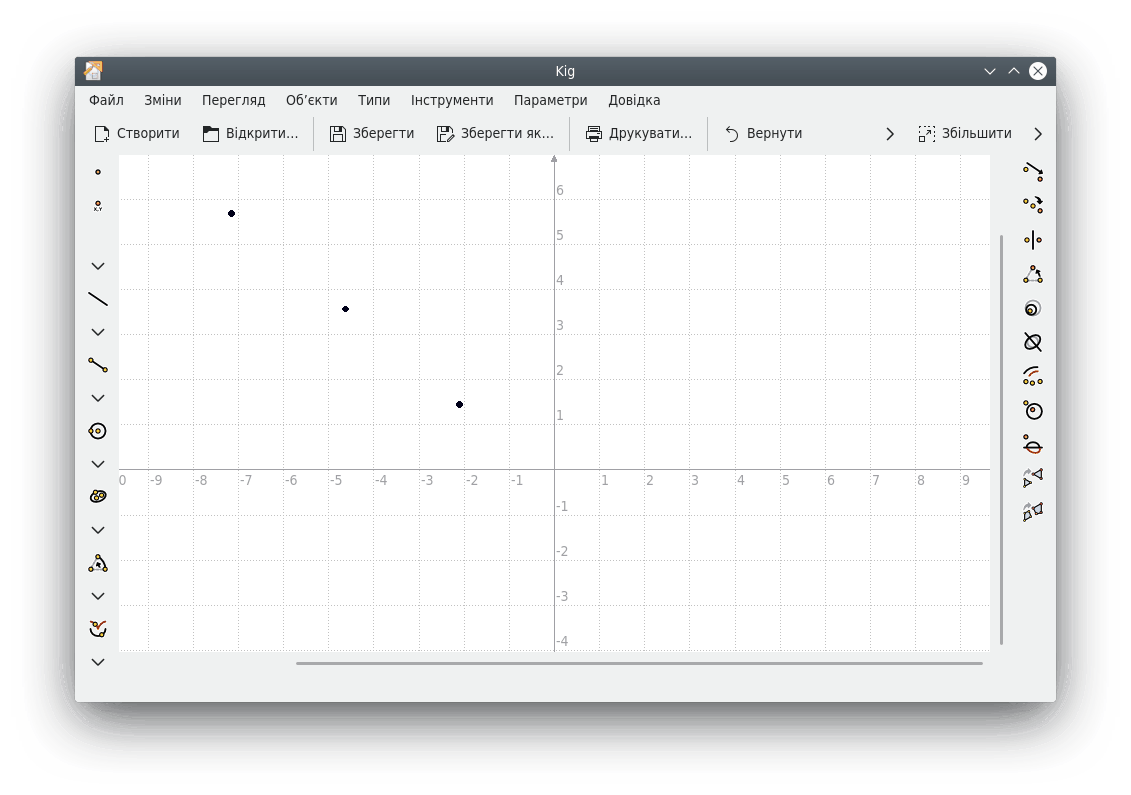 Kig
Файл Зміни Перегляд Об’єкти Типи Інструменти Параметри Довідка
Створити Відкрити... Зберегти Зберегти як... Друкувати... Вернути Збільшити
X,Y
6
5
4
3
2
1
0 -9 -8 -7 -6 -5 -4 -3 -2 -1 1 2 3 4 5 6 7 8 9
-1
-2
-3
-4